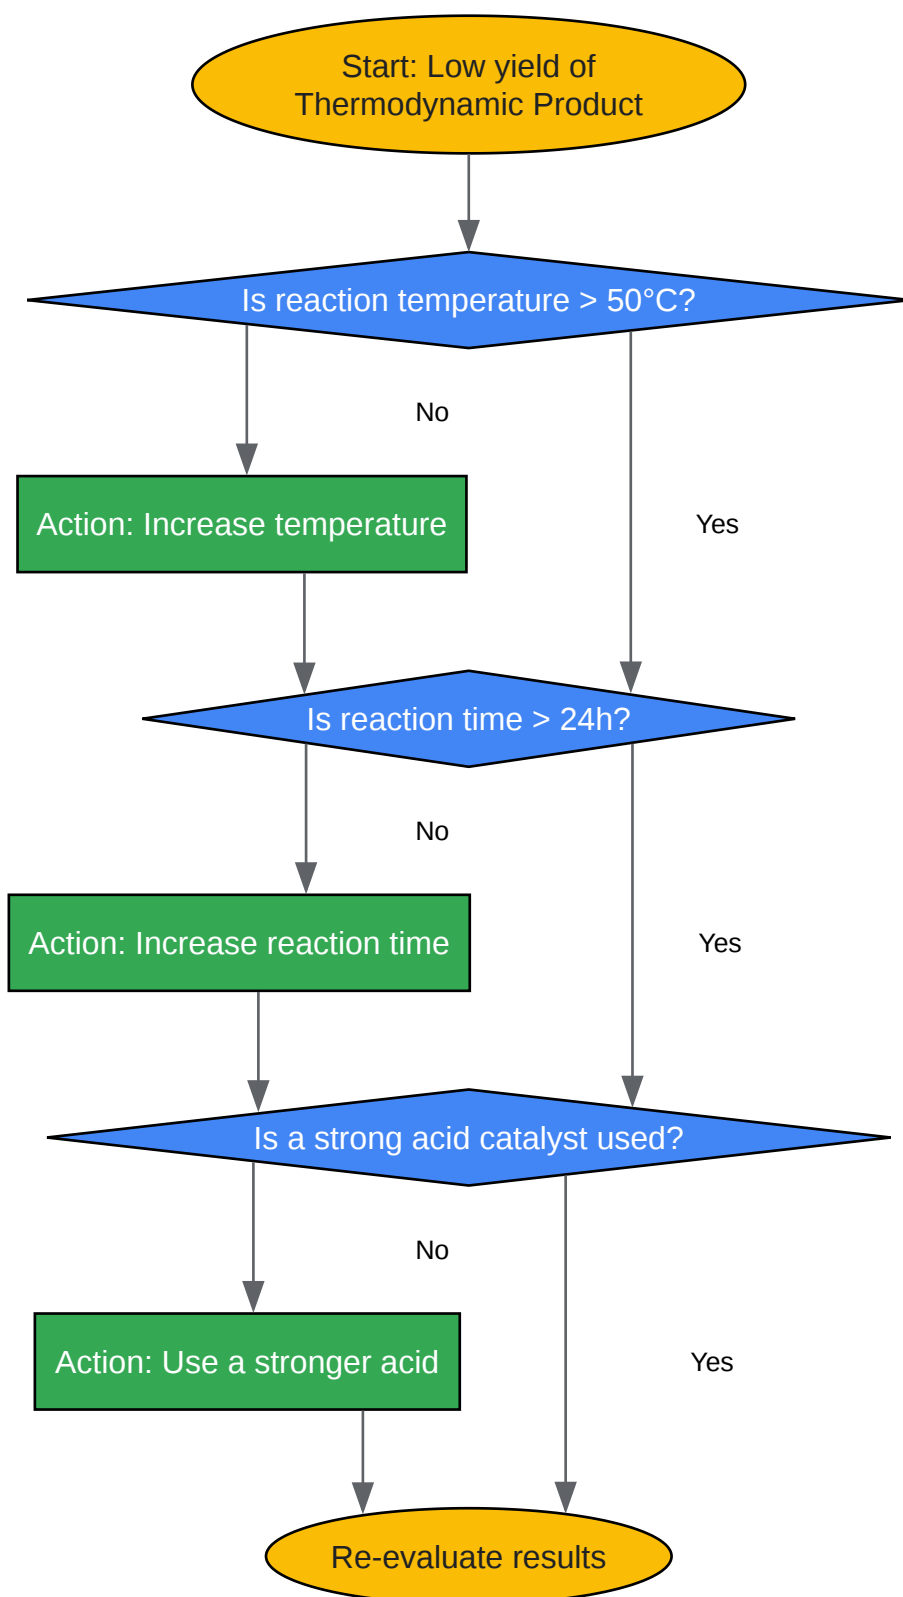 Start: Low yield of
Thermodynamic Product
Is reaction temperature > 50°C?
No
Action: Increase temperature
Yes
Is reaction time > 24h?
No
Action: Increase reaction time
Yes
Is a strong acid catalyst used?
No
Action: Use a stronger acid
Yes
Re-evaluate results